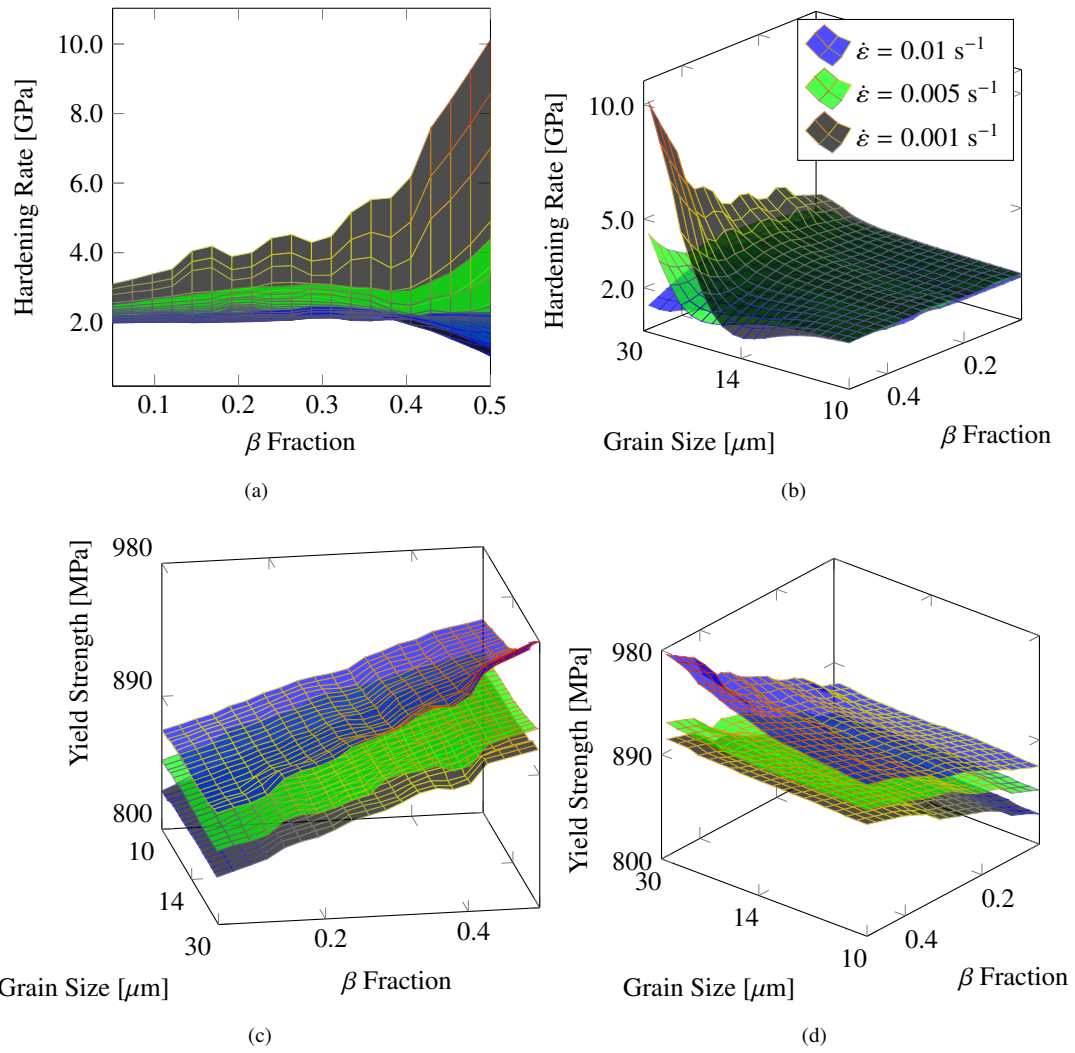 10.0
8.0
6.0
4.0
2.0
Hardening Rate [GPa]
0.1 0.2 0.3 0.4 0.5
β Fraction
(a)
ε̇ = 0.01 s⁻¹
ε̇ = 0.005 s⁻¹
ε̇ = 0.001 s⁻¹
10.0
5.0
2.0
Hardening Rate [GPa]
30
14
10
0.4
0.2
Grain Size [μm]
β Fraction
(b)
980
890
800
Yield Strength [MPa]
10
14
30
0.2
0.4
Grain Size [μm]
β Fraction
(c)
980
890
800
Yield Strength [MPa]
30
14
10
0.4
0.2
Grain Size [μm]
β Fraction
(d)